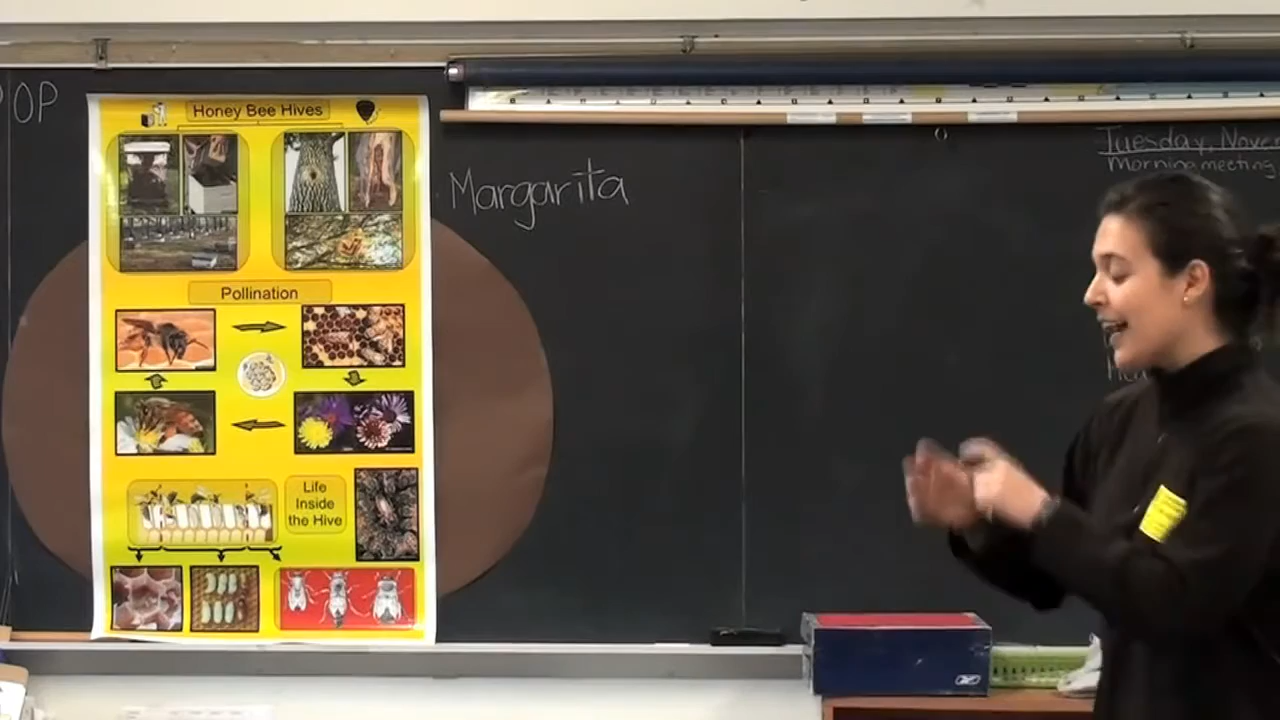 OP
Honey Bee Hives
Margarita
Tuesday, Nove
Morning meeting
Pollination
Life
Inside
the Hive